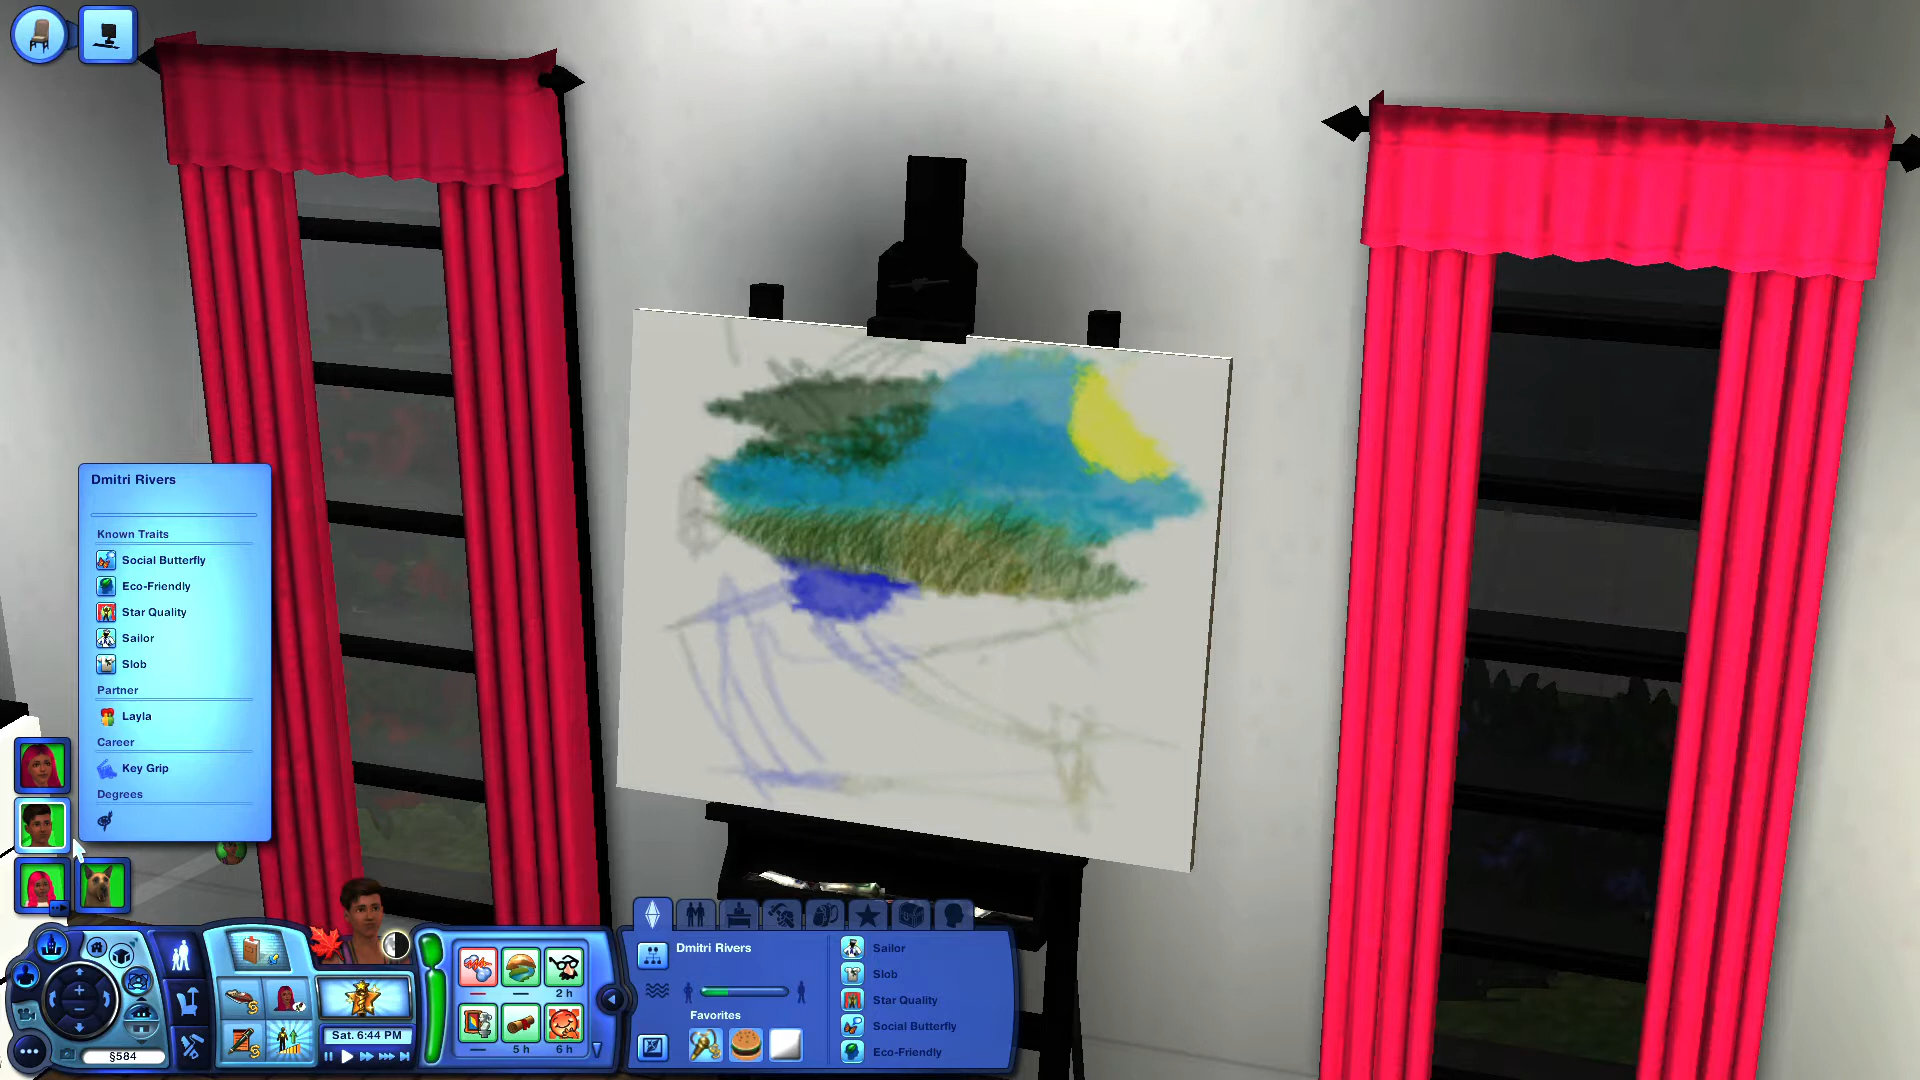 Dmitri Rivers
Known Traits
Social Butterfly
Eco-Friendly
Star Quality
Sailor
Slob
Partner
Layla
Career
Key Grip
Degrees
§584
Sat. 6:44 PM
2 h
5 h
6 h
Dmitri Rivers
Favorites
Sailor
Slob
Star Quality
Social Butterfly
Eco-Friendly